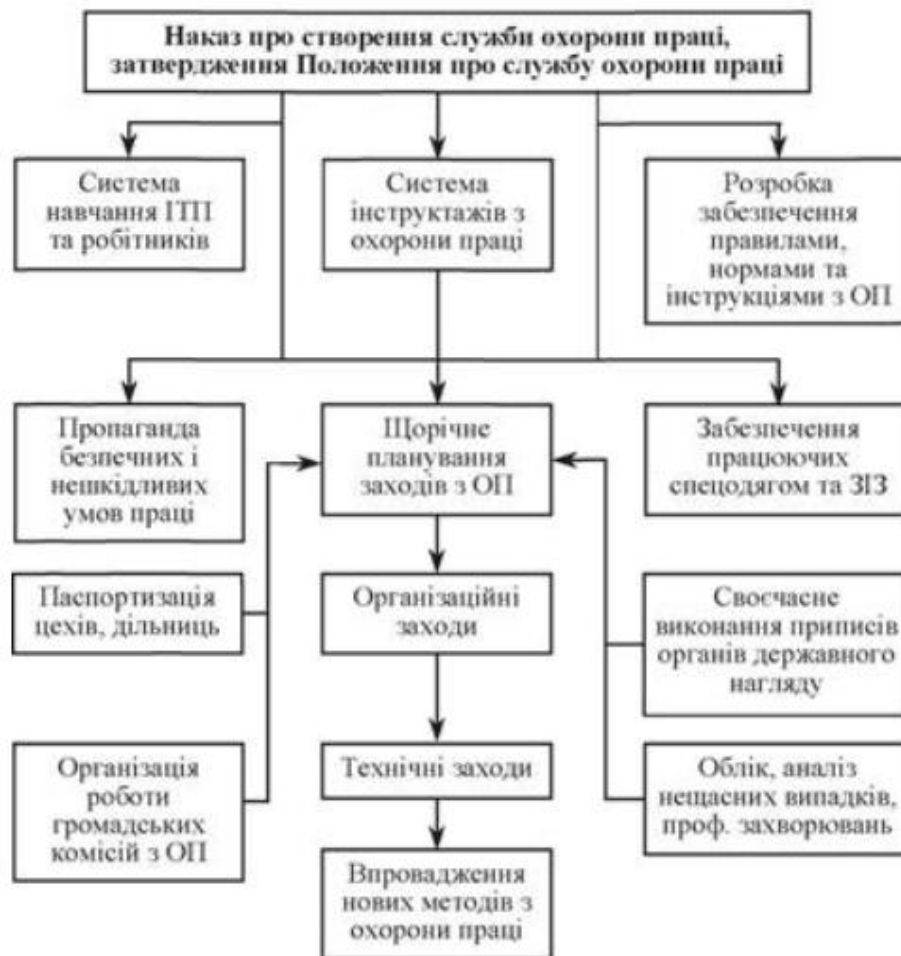 Наказ про створення служби охорони праці,
затвердження Положення про службу охорони праці
Система
навчання ІТП
та робітників
Система
інструктажів з
охорони праці
Розробка
забезпечення
правилами,
нормами та
інструкціями з ОП
Пропаганда
безпечних і
нешкідливих
умов праці
Щорічне
планування
заходів з ОП
Забезпечення
працюючих
спецодягом та ЗІЗ
Паспортизація
цехів, дільниць
Організаційні
заходи
Своєчасне
виконання приписів
органів державного
нагляду
Організація
роботи
громадських
комісій з ОП
Технічні заходи
Облік, аналіз
нещасних випадків,
проф. захворювань
Впровадження
нових методів з
охорони праці